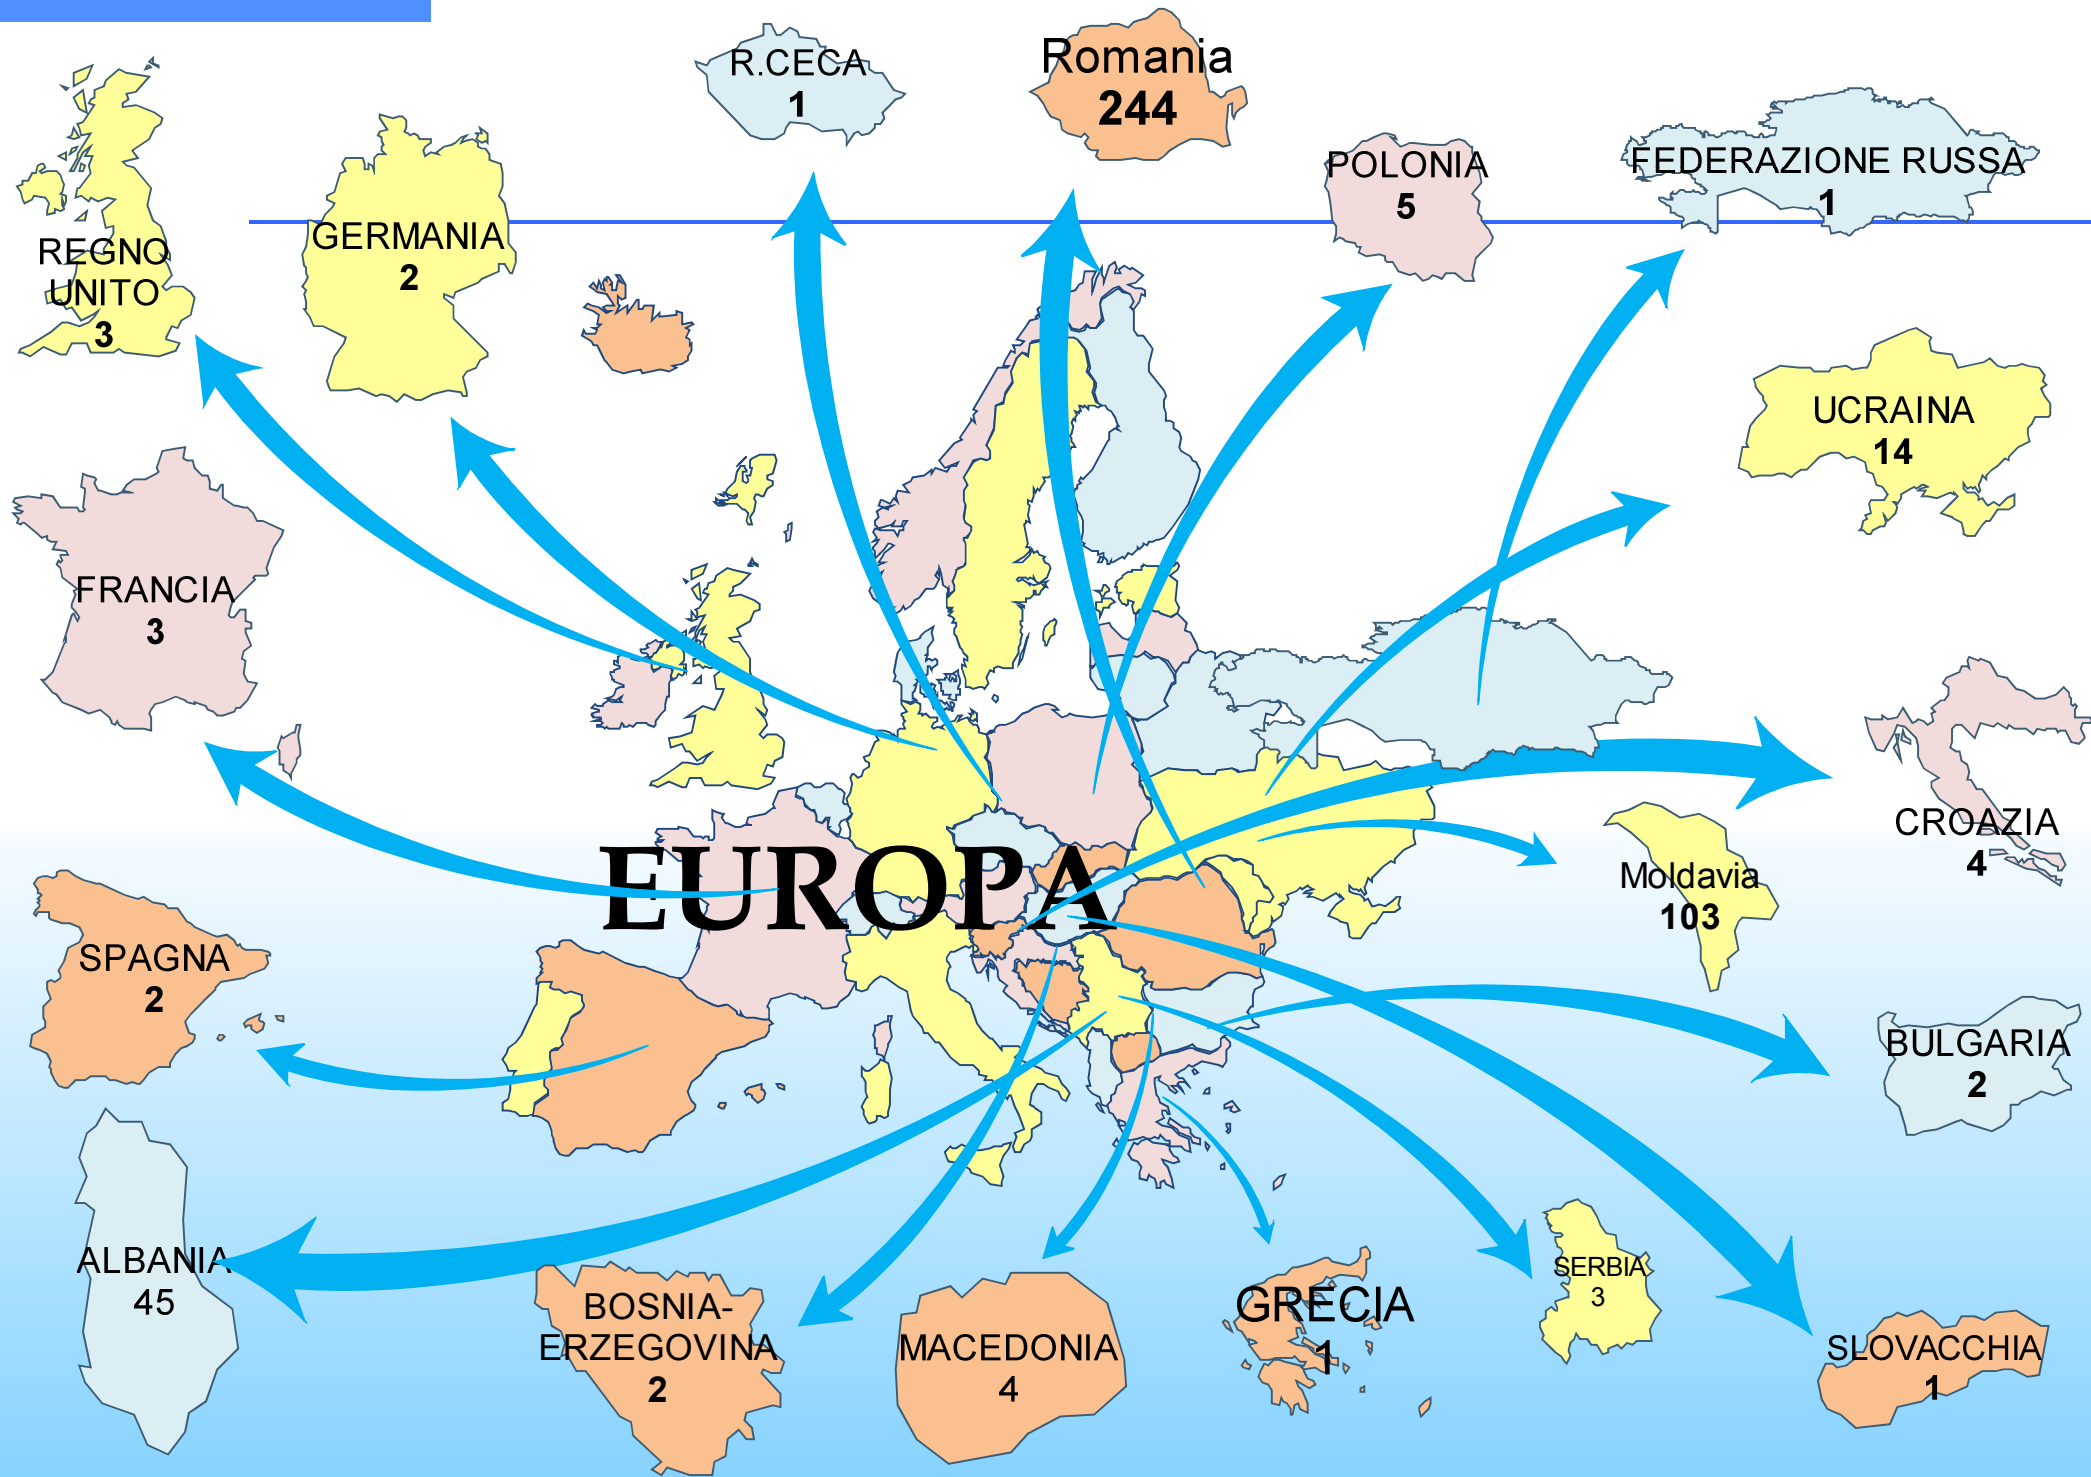 R.CECA
1
Romania
244
POLONIA
5
FEDERAZIONE RUSSA
1
REGNO
UNITO
3
GERMANIA
2
UCRAINA
14
FRANCIA
3
CROAZIA
4
Moldavia
103
EUROPA
SPAGNA
2
BULGARIA
2
ALBANIA
45
BOSNIA-
ERZEGOVINA
2
MACEDONIA
4
GRECIA
1
SERBIA
3
SLOVACCHIA
1